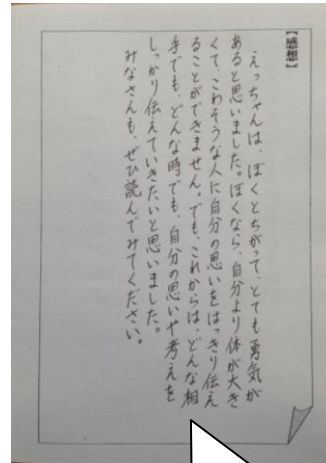 【感想】
えっちゃんは、ぼくとちがって、とても勇気が
あると思いました。ぼくなら、自分より体が大き
くて、こわそうな人に自分の思いをはっきり伝え
ることができません。でも、これからは、どんな相
手でも、どんな時でも、自分の思いや考えを
しっかり伝えていきたいと思いました。
みなさんも、ぜひ読んでみてください。